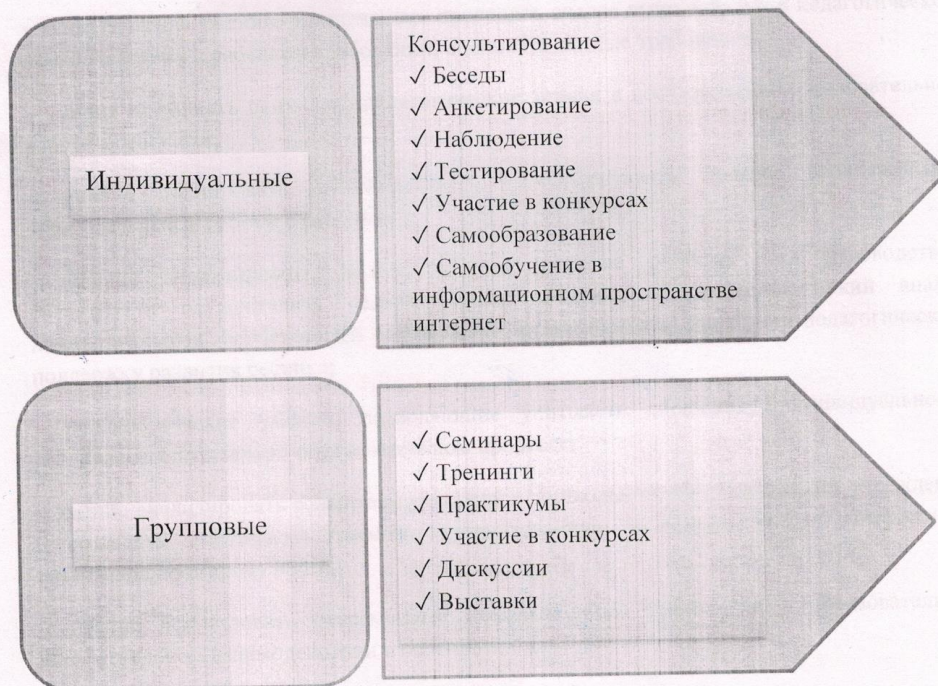 Индивидуальные
Консультирование
✓ Беседы
✓ Анкетирование
✓ Наблюдение
✓ Тестирование
✓ Участие в конкурсах
✓ Самообразование
✓ Самообучение в
информационном пространстве
интернет
Групповые
✓ Семинары
✓ Тренинги
✓ Практикумы
✓ Участие в конкурсах
✓ Дискуссии
✓ Выставки